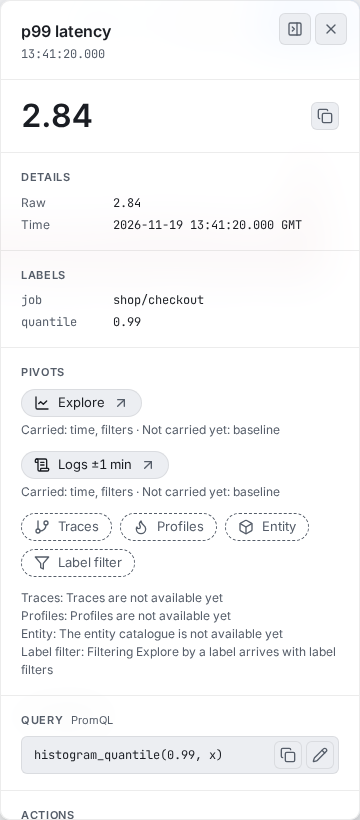 p99 latency
13:41:20.000
2.84
DETAILS
Raw 2.84
Time 2026-11-19 13:41:20.000 GMT
LABELS
job shop/checkout
quantile 0.99
PIVOTS
Explore
Carried: time, filters · Not carried yet: baseline
Logs ±1 min
Carried: time, filters · Not carried yet: baseline
Traces Profiles Entity
Label filter
Traces: Traces are not available yet
Profiles: Profiles are not available yet
Entity: The entity catalogue is not available yet
Label filter: Filtering Explore by a label arrives with label
filters
QUERY PromQL
histogram_quantile(0.99, x)
ACTIONS